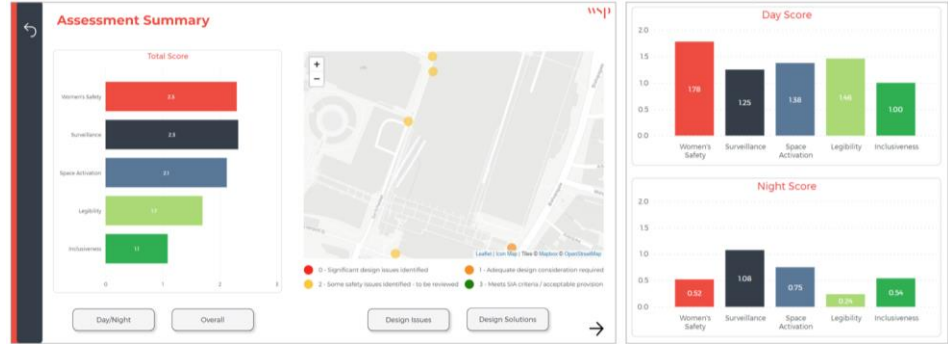 Assessment Summary
wsp
Total Score
Women's Safety
2.3
Surveillance
2.3
Space Activation
2.1
Legibility
1.7
Inclusiveness
1.1
0
1
2
3
+
−
Leaflet | Icon Map | Tiles © Mapbox © OpenStreetMap
0 - Significant design issues identified
1 - Adequate design consideration required
2 - Some safety issues identified - to be reviewed
3 - Meets SIA criteria / acceptable provision
Day/Night
Overall
Design Issues
Design Solutions
Day Score
2.0
1.5
1.0
0.5
0.0
1.78
1.25
1.38
1.46
1.00
Women's Safety
Surveillance
Space Activation
Legibility
Inclusiveness
Night Score
2.0
1.5
1.0
0.5
0.0
0.52
1.08
0.75
0.24
0.54
Women's Safety
Surveillance
Space Activation
Legibility
Inclusiveness